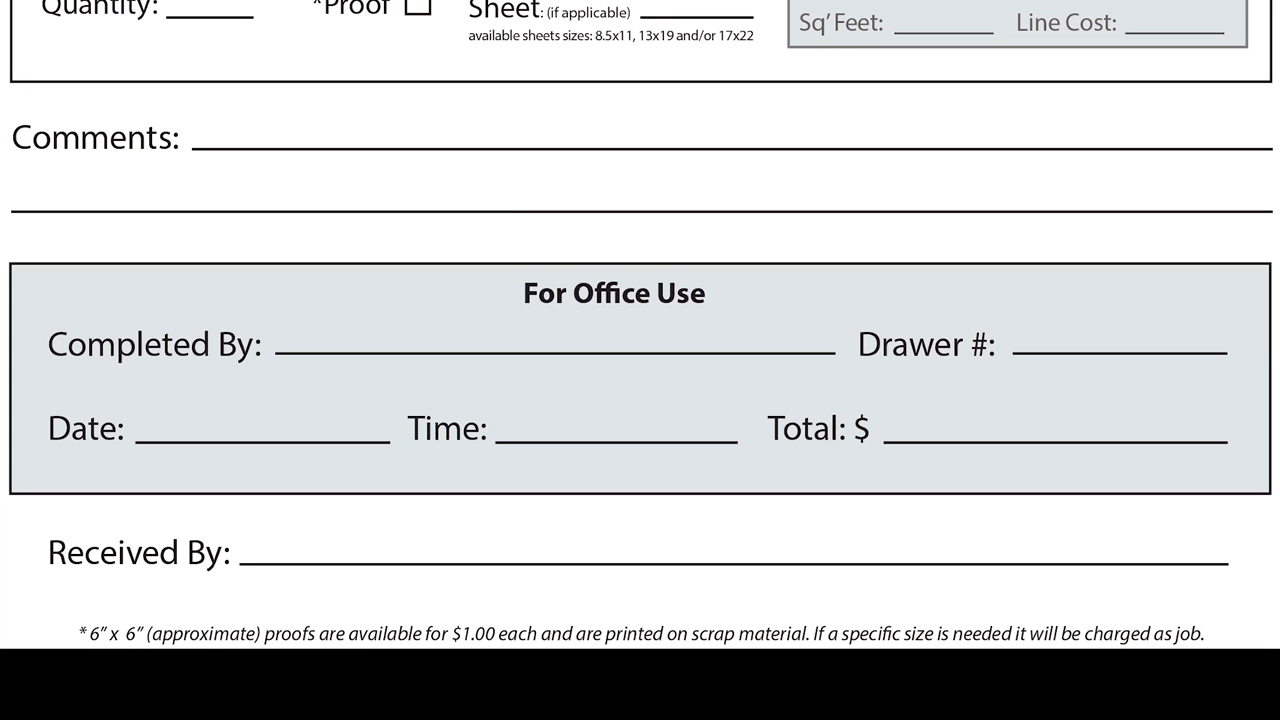 Quantity: *Proof Sheet: (if applicable) Sq' Feet: Line Cost:
available sheets sizes: 8.5x11, 13x19 and/or 17x22
Comments:
For Office Use
Completed By: Drawer #:
Date: Time: Total: $
Received By:
* 6” x 6” (approximate) proofs are available for $1.00 each and are printed on scrap material. If a specific size is needed it will be charged as job.